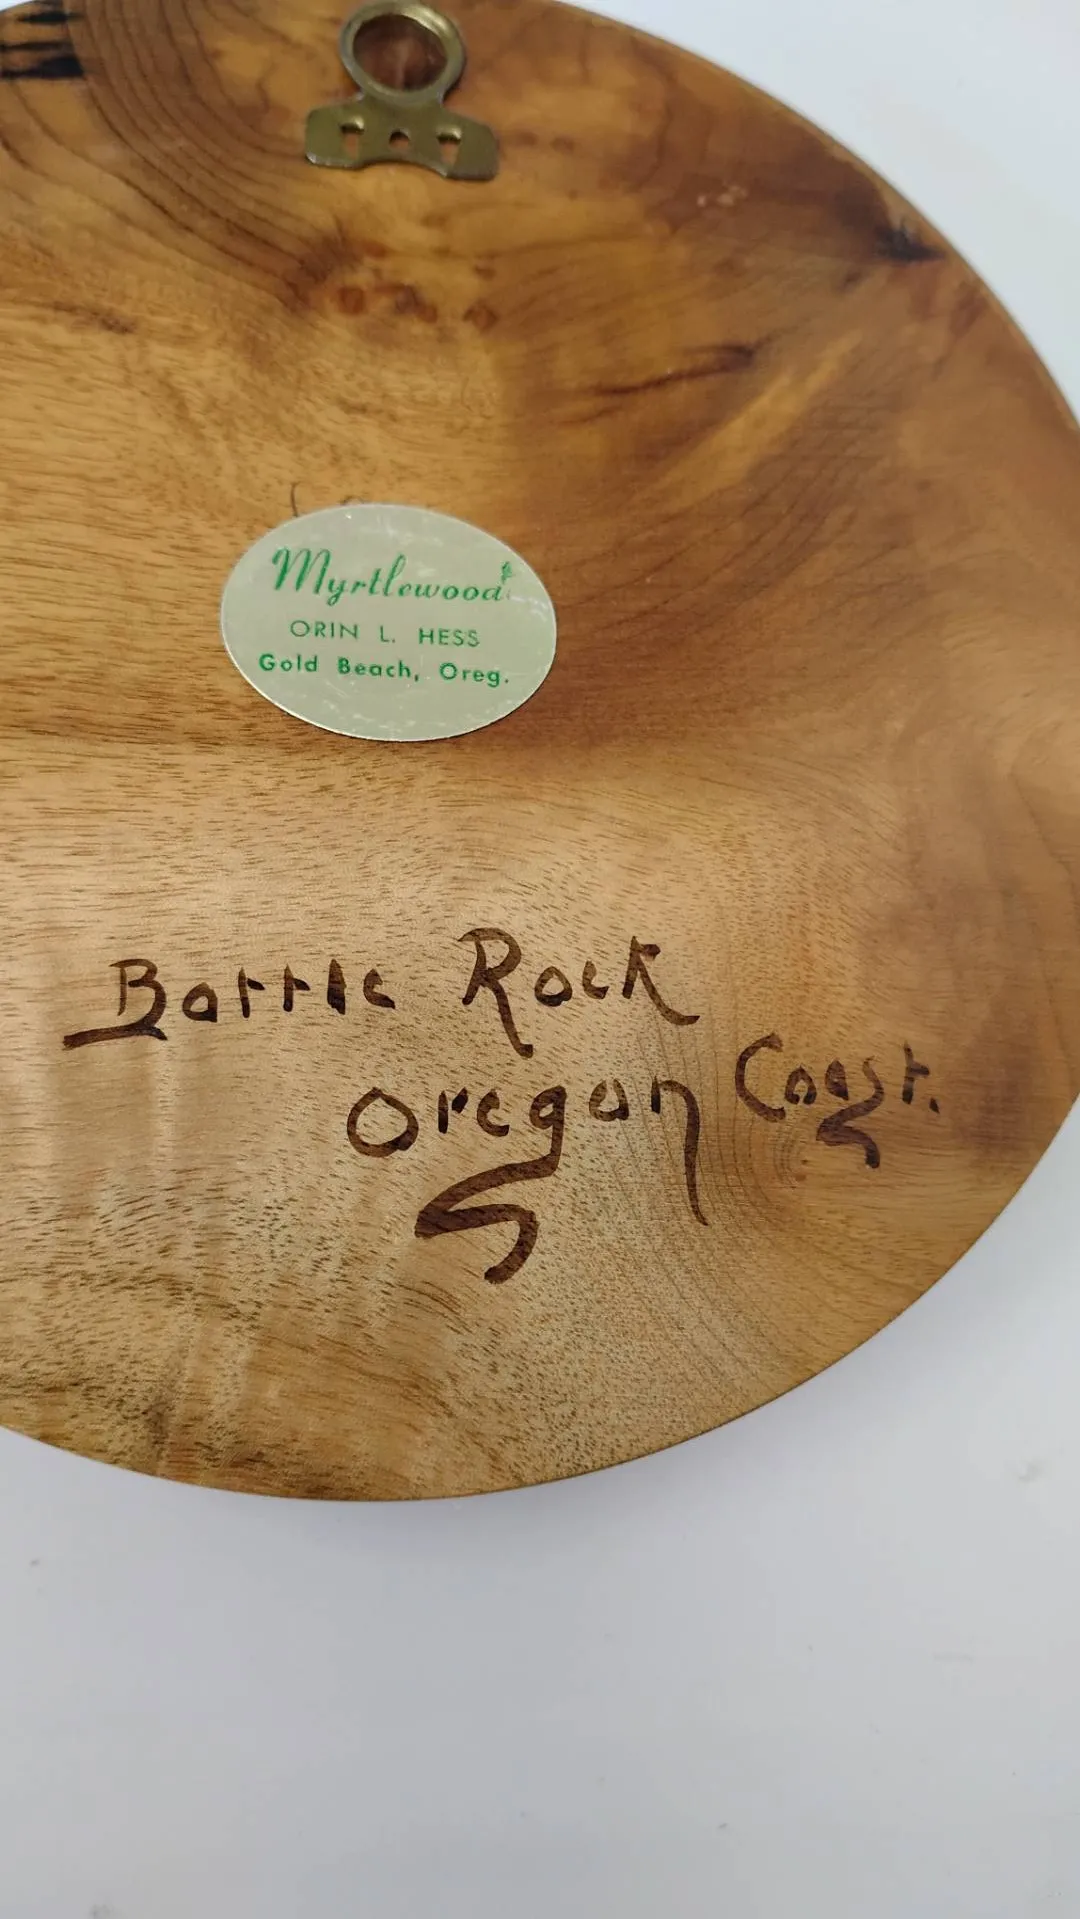 Myrtlewood
ORIN L. HESS
Gold Beach, Oreg.
Battle Rock
Oregon Coast.